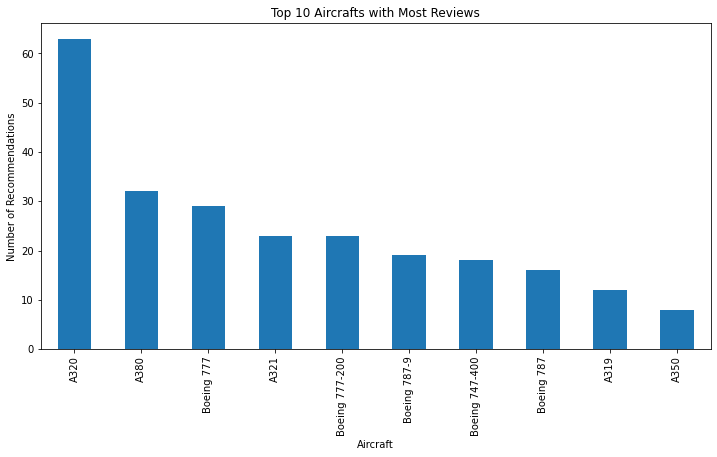 Top 10 Aircrafts with Most Reviews
Number of Recommendations
60
50
40
30
20
10
0
A320
A380
Boeing 777
A321
Boeing 777-200
Boeing 787-9
Boeing 747-400
Boeing 787
A319
A350
Aircraft